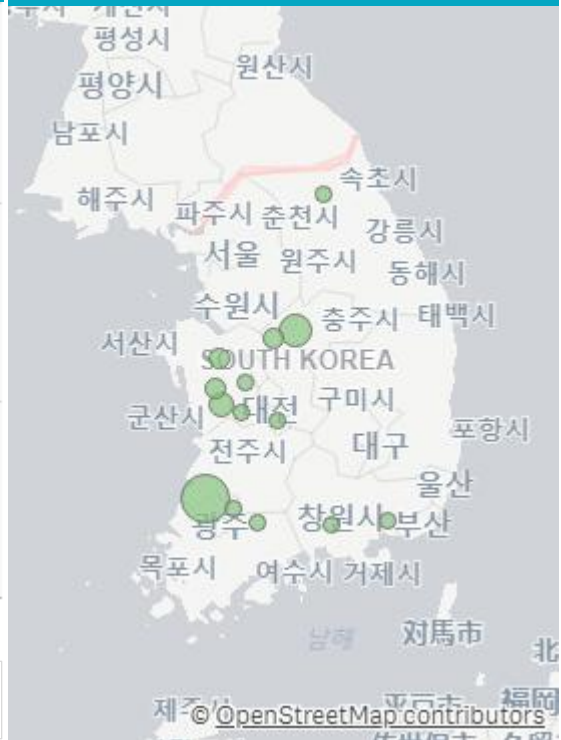 평성시
원산시
평양시
남포시
속초시
해주시
파주시 춘천시
강릉시
서울
원주시
동해시
수원시
충주시
태백시
서산시
SOUTH KOREA
구미시
군산시
대전
포항시
전주시
대구
울산
창원시
부산
광주
목포시
여수시
거제시
남해
対馬市
北
福岡
© OpenStreetMap contributors